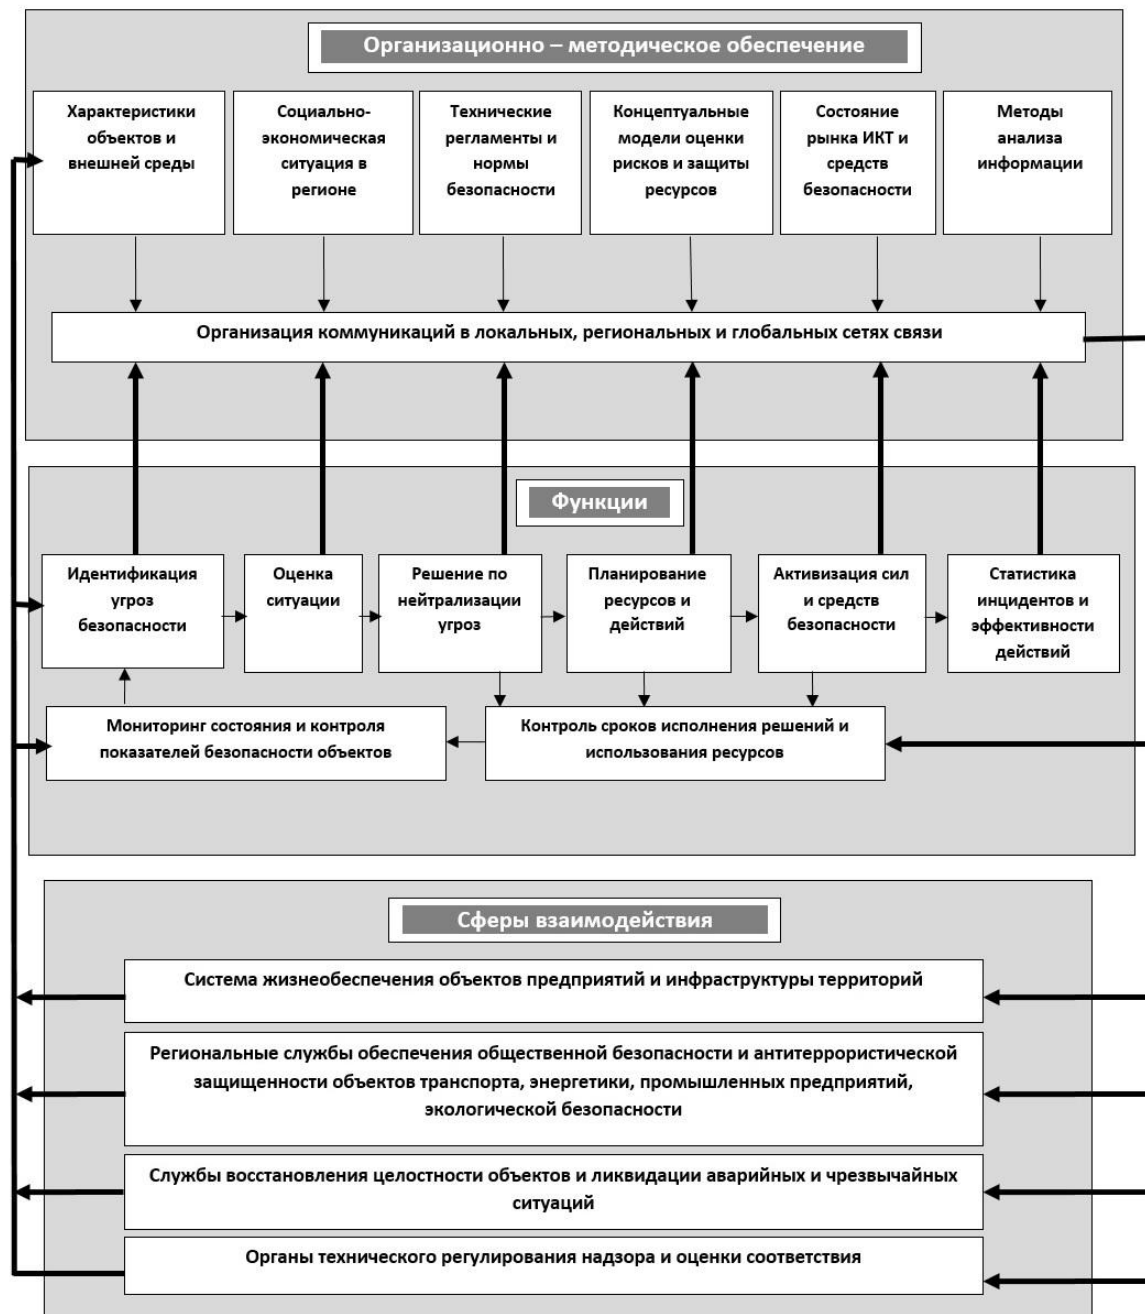 Организационно – методическое обеспечение
Характеристики
объектов и
внешней среды
Социально-
экономическая
ситуация в
регионе
Технические
регламенты и
нормы
безопасности
Концептуальные
модели оценки
рисков и защиты
ресурсов
Состояние
рынка ИКТ и
средств
безопасности
Методы
анализа
информации
Организация коммуникаций в локальных, региональных и глобальных сетях связи
Функции
Идентификация
угроз
безопасности
Оценка
ситуации
Решение по
нейтрализации
угроз
Планирование
ресурсов и
действий
Активизация сил
и средств
безопасности
Статистика
инцидентов и
эффективности
действий
Мониторинг состояния и контроля
показателей безопасности объектов
Контроль сроков исполнения решений и
использования ресурсов
Сферы взаимодействия
Система жизнеобеспечения объектов предприятий и инфраструктуры территорий
Региональные службы обеспечения общественной безопасности и антитеррористической
защищенности объектов транспорта, энергетики, промышленных предприятий,
экологической безопасности
Службы восстановления целостности объектов и ликвидации аварийных и чрезвычайных
ситуаций
Органы технического регулирования надзора и оценки соответствия